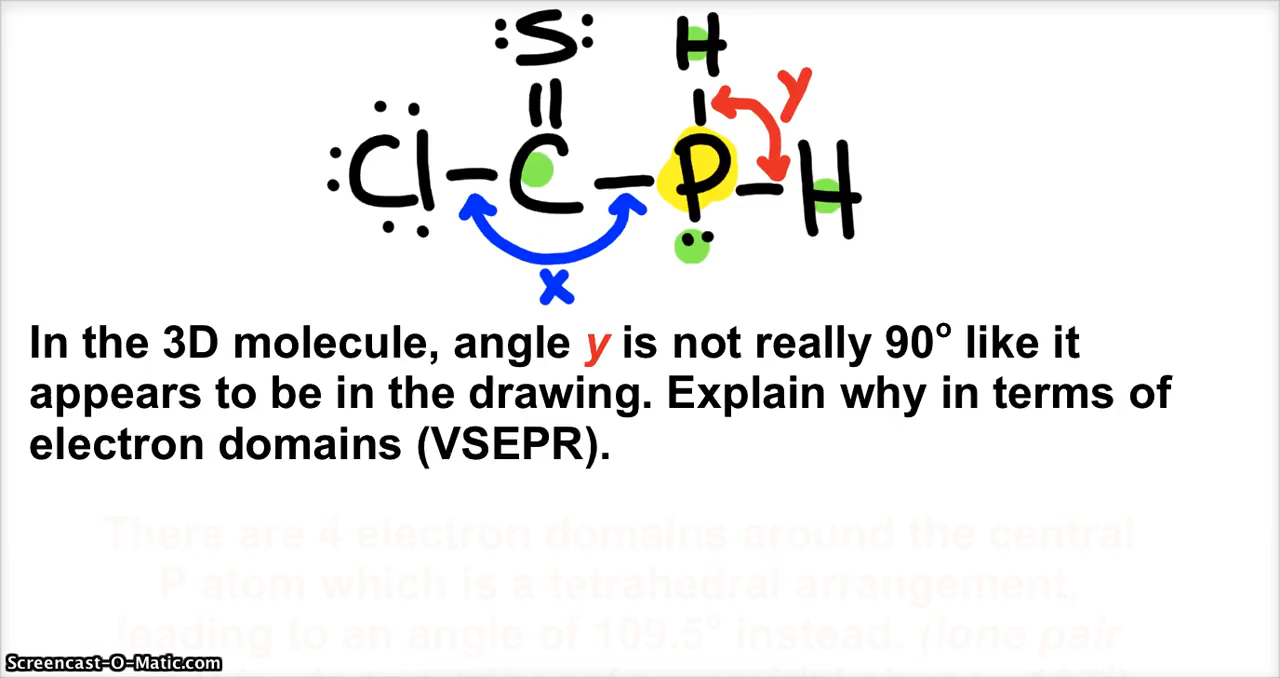 :S:
H
y
:Cl - C - P - H
x
In the 3D molecule, angle y is not really 90° like it
appears to be in the drawing. Explain why in terms of
electron domains (VSEPR).
There are 4 electron domains around the central
P atom which is a tetrahedral arrangement,
leading to an angle of 109.5° instead. (lone pair
Screencast-O-Matic.com